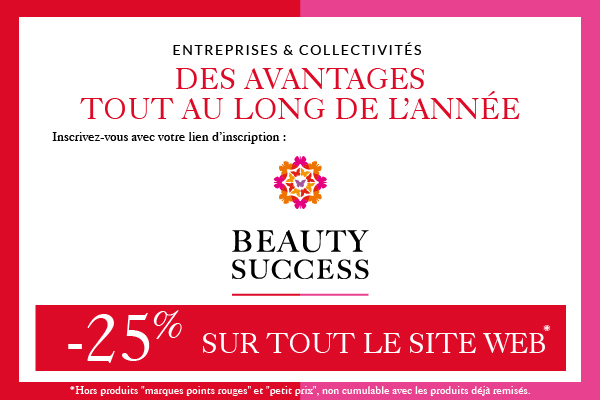 ENTREPRISES & COLLECTIVITÉS
DES AVANTAGES
TOUT AU LONG DE L'ANNÉE
Inscrivez-vous avec votre lien d'inscription :
BEAUTY
SUCCESS
-25% SUR TOUT LE SITE WEB*
*Hors produits "marques points rouges" et "petit prix", non cumulable avec les produits déjà remisés.